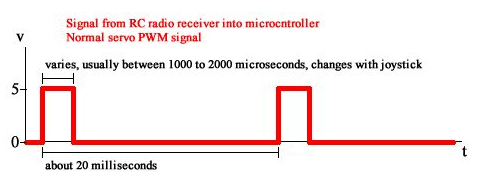 Signal from RC radio receiver into microcntroller
Normal servo PWM signal
v
varies, usually between 1000 to 2000 microseconds, changes with joystick
5
0
t
about 20 milliseconds